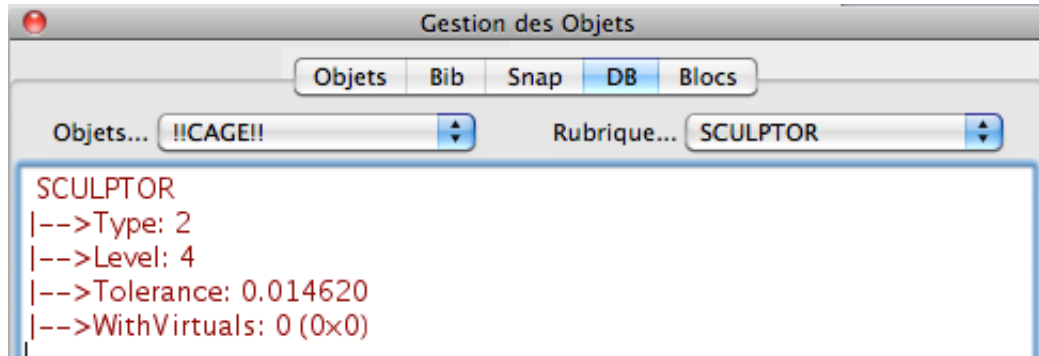 Gestion des Objets
Objets Bib Snap DB Blocs
Objets... !!CAGE!! Rubrique... SCULPTOR
SCULPTOR
|-->Type: 2
|-->Level: 4
|-->Tolerance: 0.014620
|-->WithVirtuals: 0 (0x0)